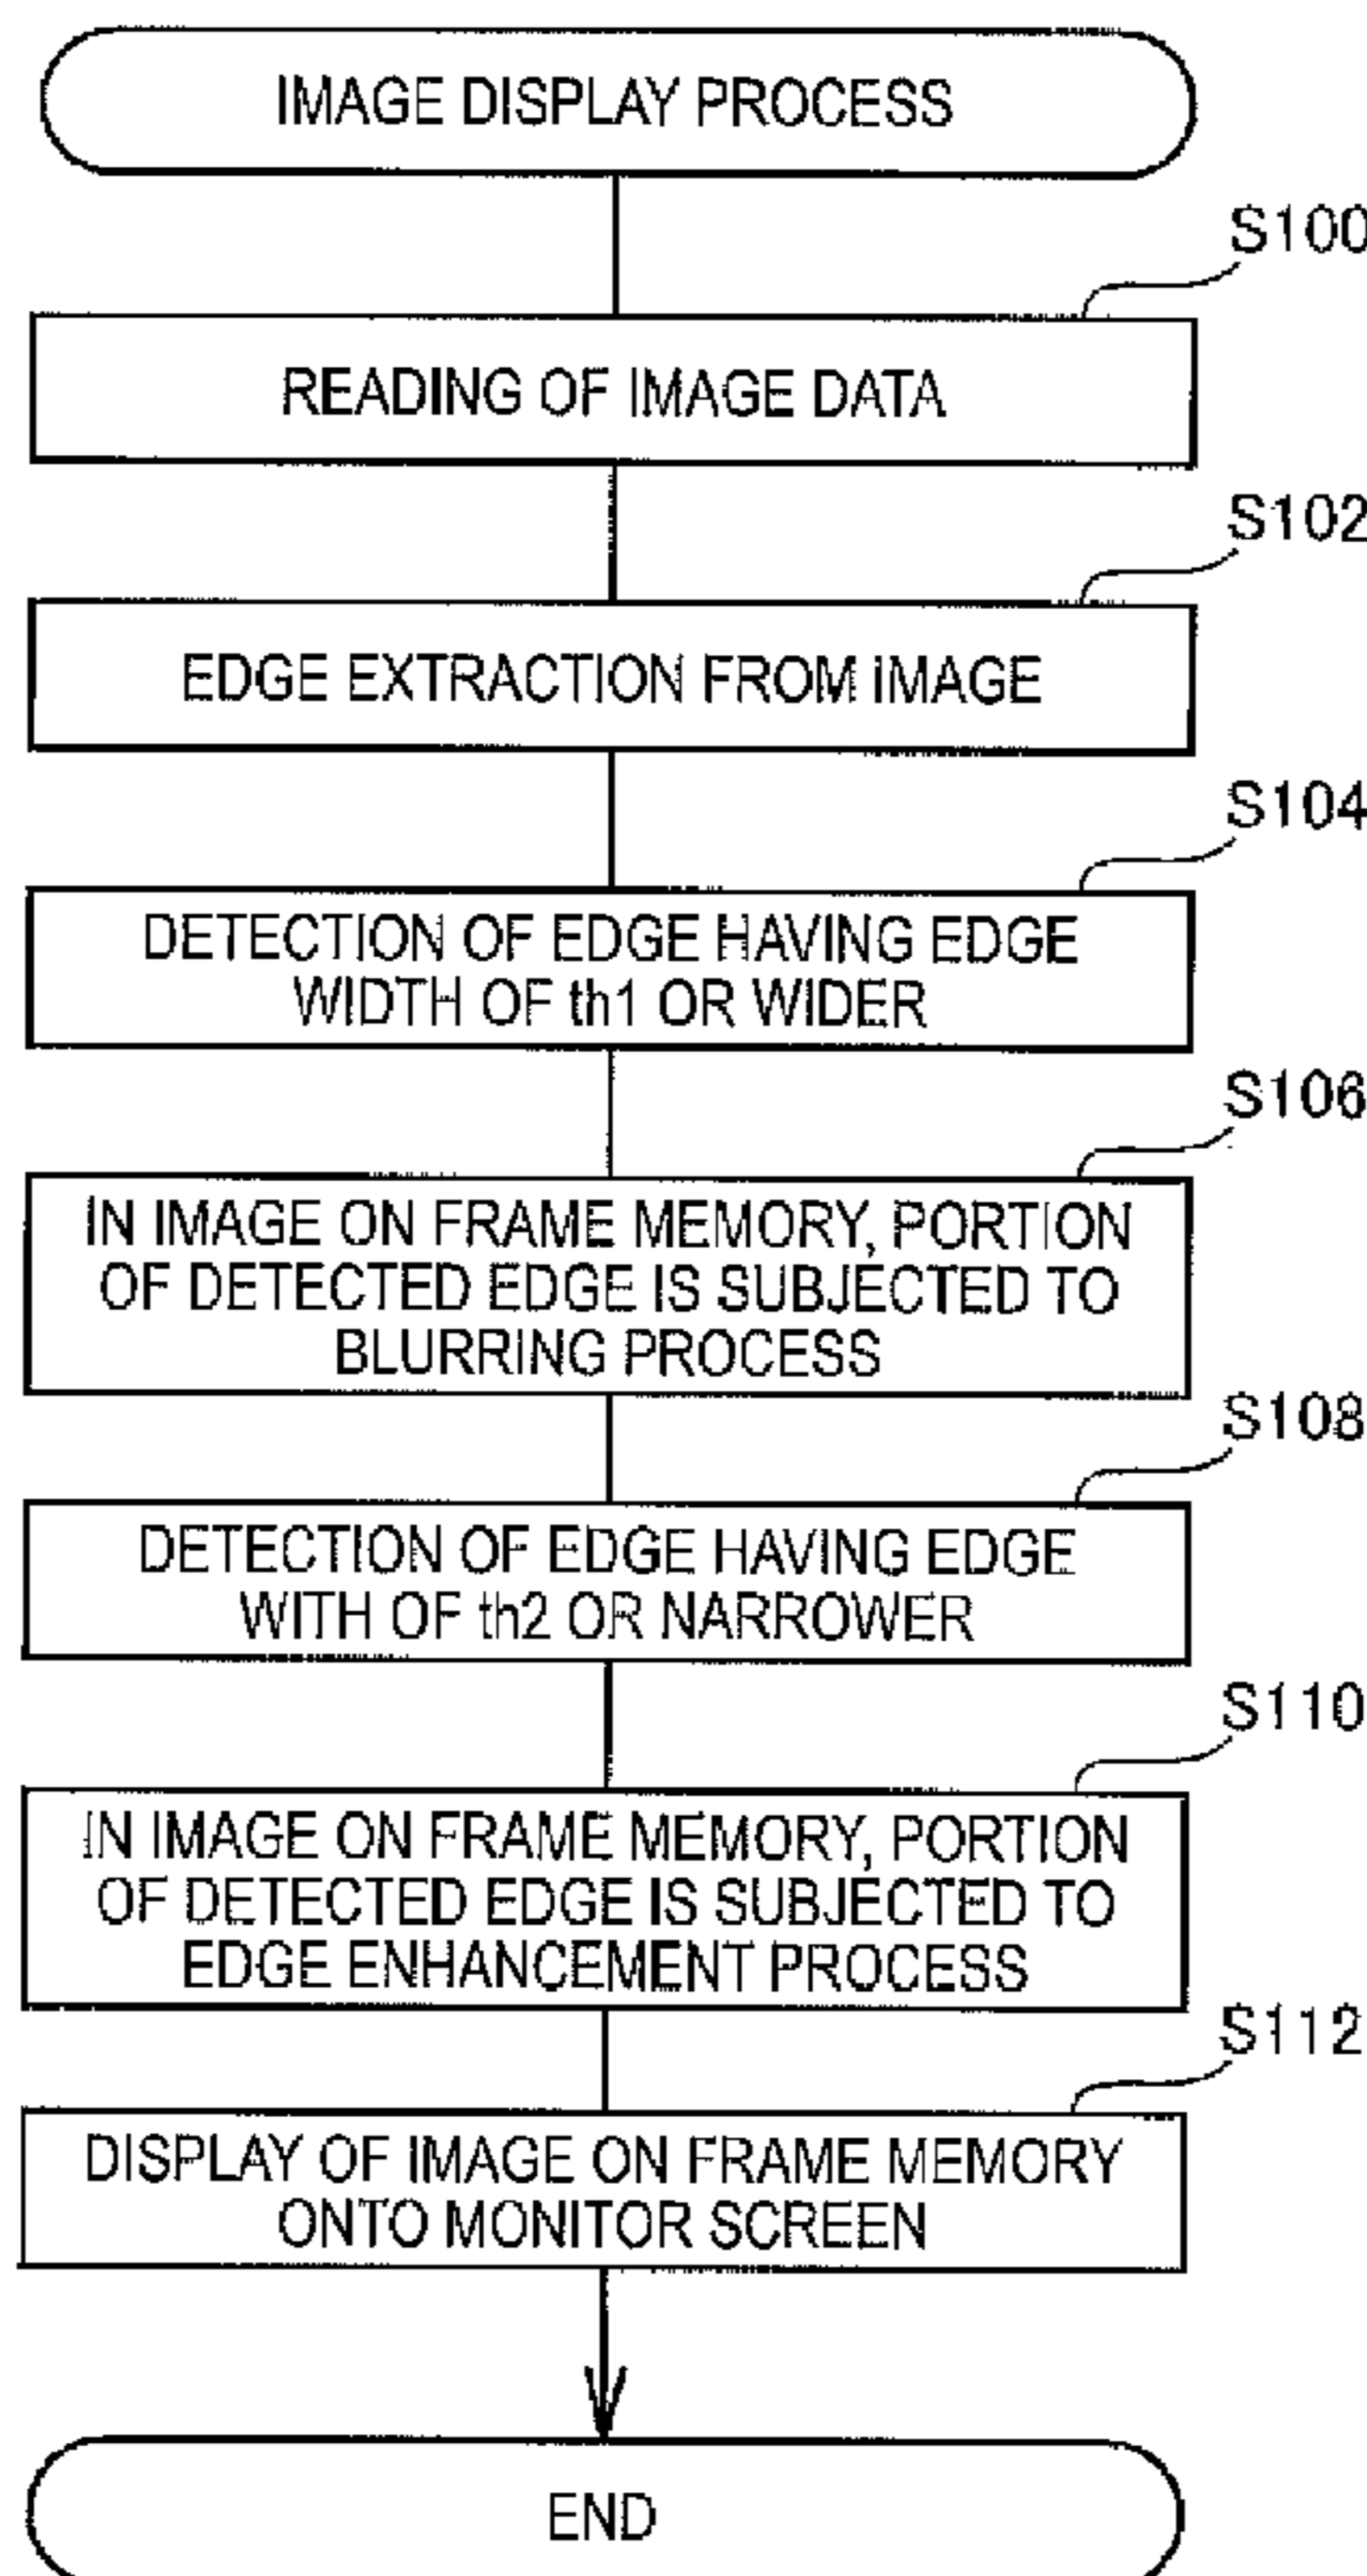 IMAGE DISPLAY PROCESS
S100
READING OF IMAGE DATA
S102
EDGE EXTRACTION FROM IMAGE
S104
DETECTION OF EDGE HAVING EDGE
WIDTH OF th1 OR WIDER
S106
IN IMAGE ON FRAME MEMORY, PORTION
OF DETECTED EDGE IS SUBJECTED TO
BLURRING PROCESS
S108
DETECTION OF EDGE HAVING EDGE
WITH OF th2 OR NARROWER
S110
IN IMAGE ON FRAME MEMORY, PORTION
OF DETECTED EDGE IS SUBJECTED TO
EDGE ENHANCEMENT PROCESS
S112
DISPLAY OF IMAGE ON FRAME MEMORY
ONTO MONITOR SCREEN
END